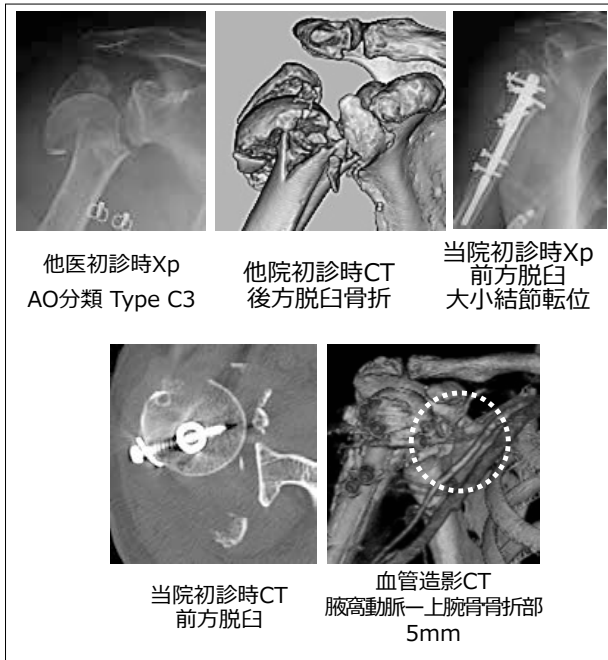 他医初診時Xp
AO分類 Type C3
他院初診時CT
後方脱臼骨折
当院初診時Xp
前方脱臼
大小結節転位
当院初診時CT
前方脱臼
血管造影CT
腋窩動脈ー上腕骨骨折部
5mm